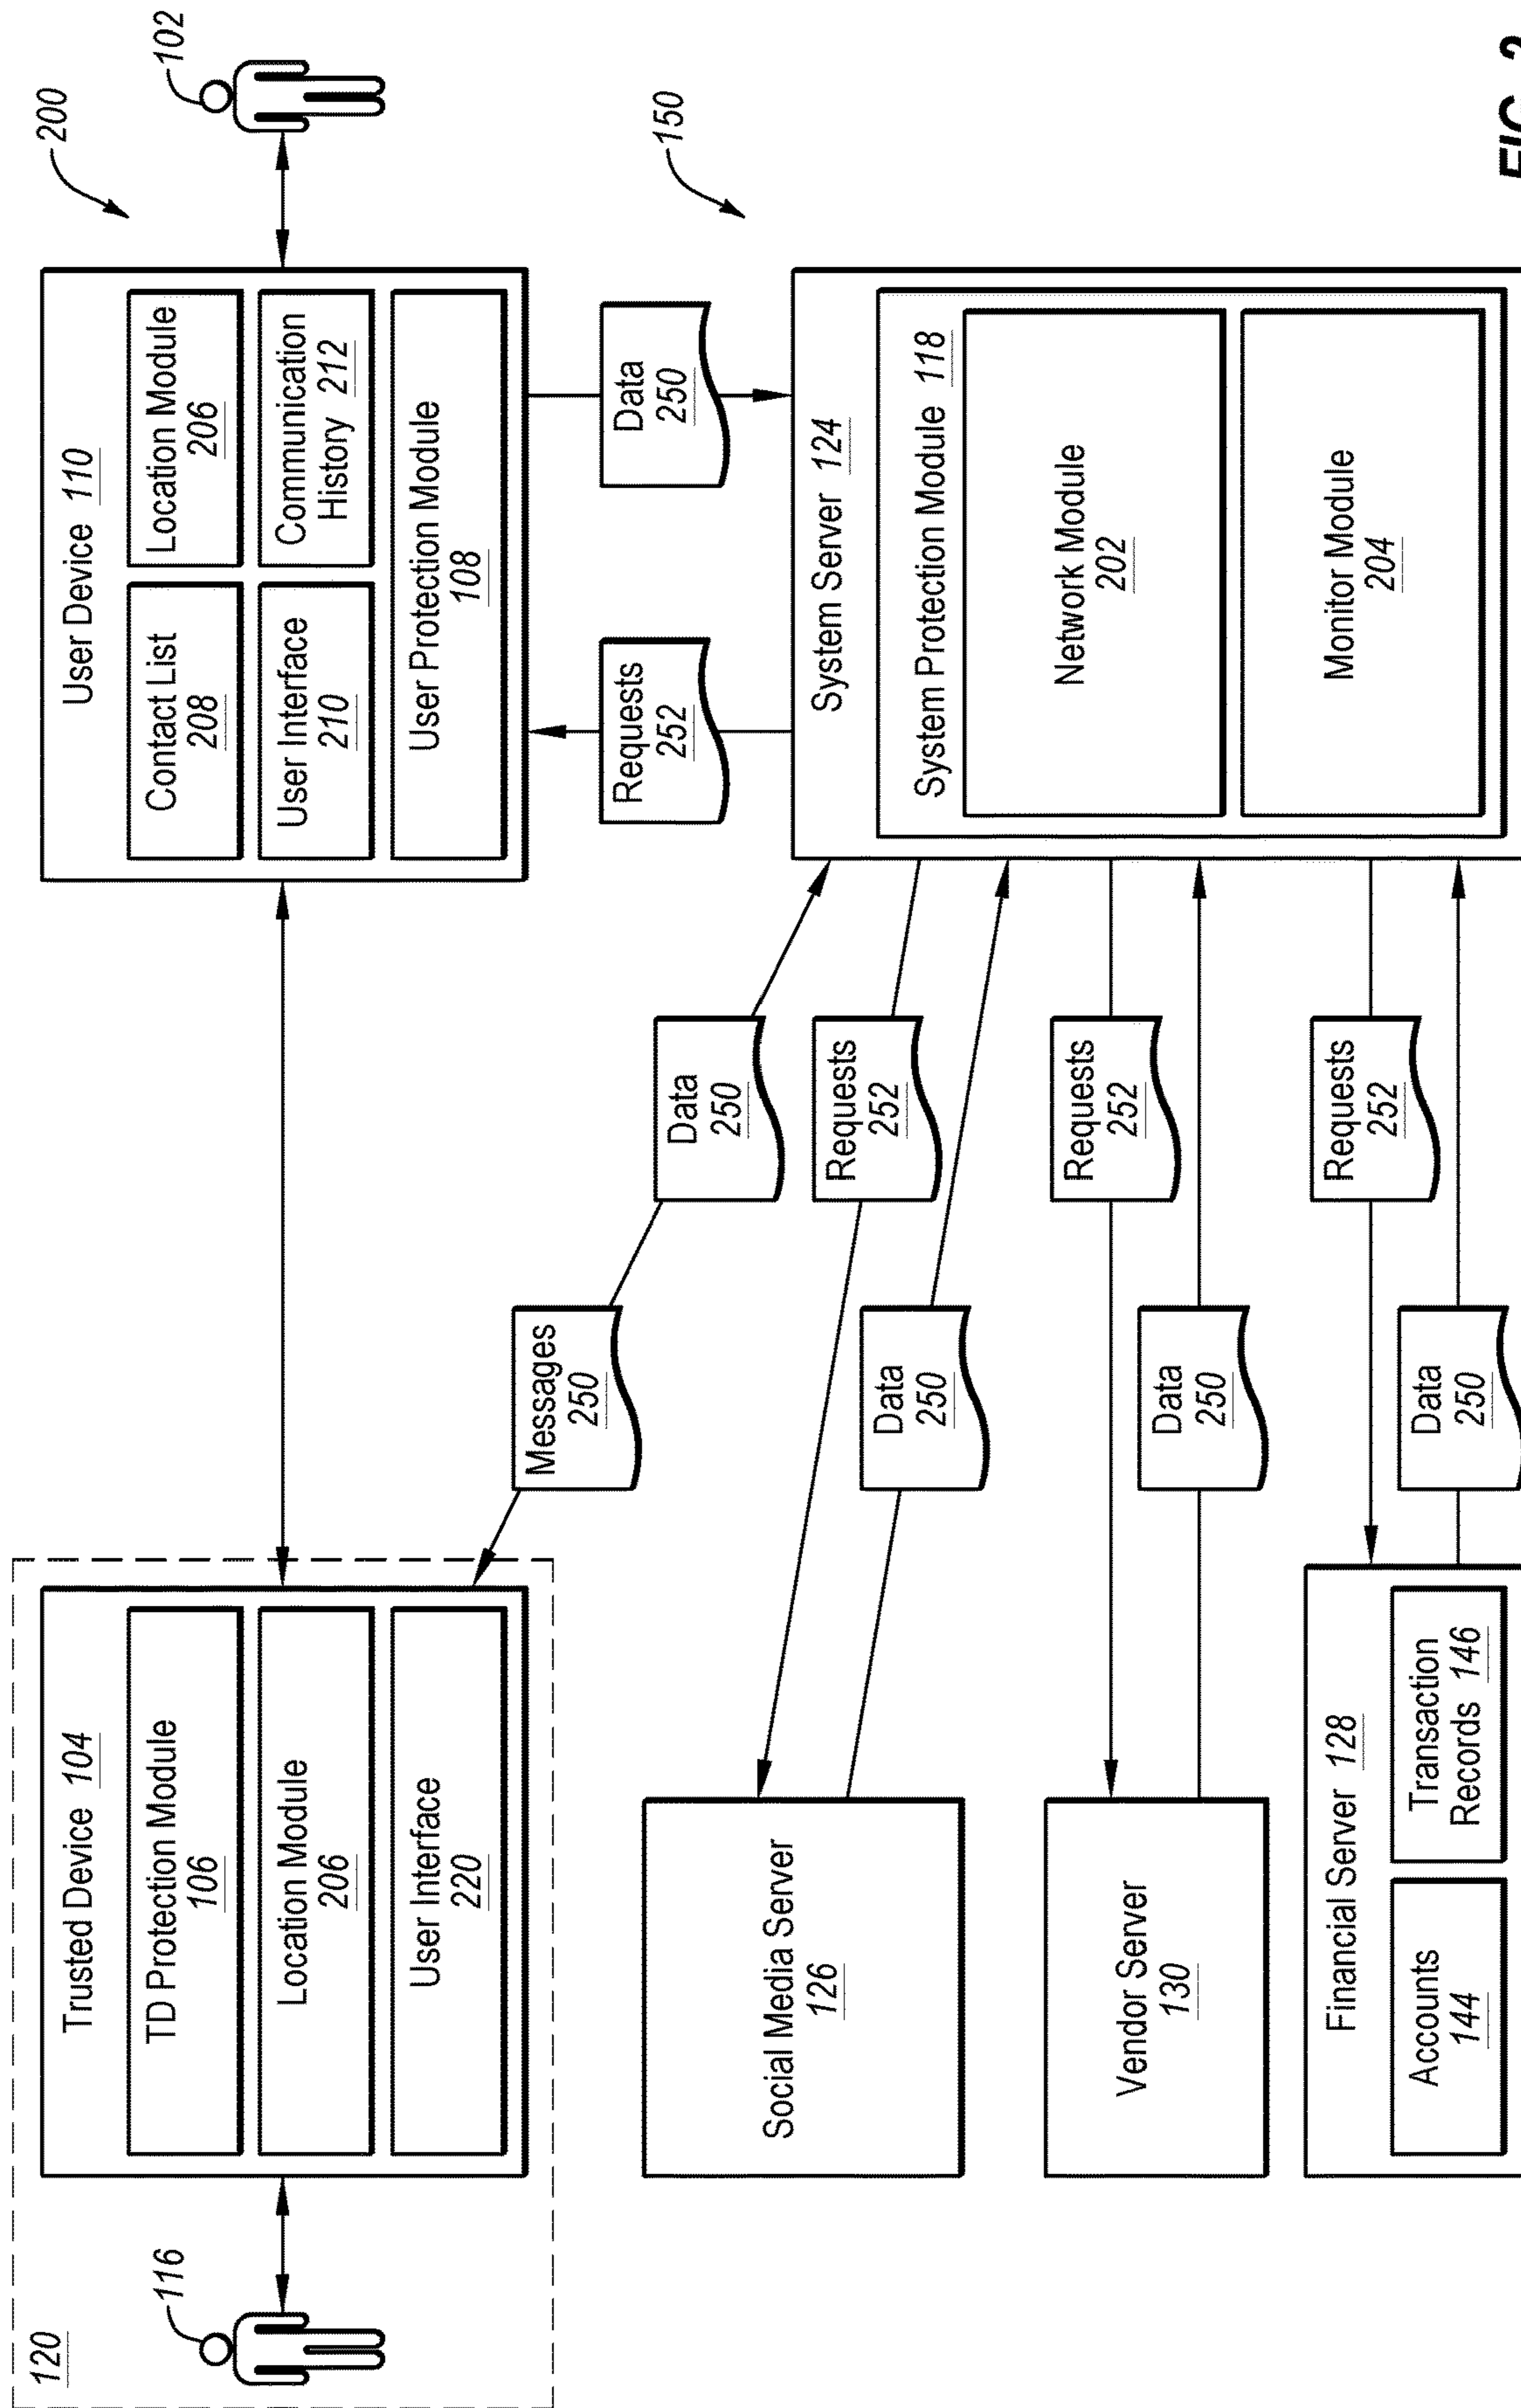 120
116
Trusted Device 104
TD Protection Module
106
Location Module
206
User Interface
220
User Device 110
Contact List
208
Location Module
206
User Interface
210
Communication
History 212
User Protection Module
108
200
102
Messages
250
Data
250
Requests
252
Data
250
150
Social Media Server
126
Data
250
Requests
252
System Server 124
System Protection Module 118
Network Module
202
Monitor Module
204
Vendor Server
130
Data
250
Requests
252
Financial Server 128
Accounts
144
Transaction
Records 146
Data
250
Requests
252
FIG. 2